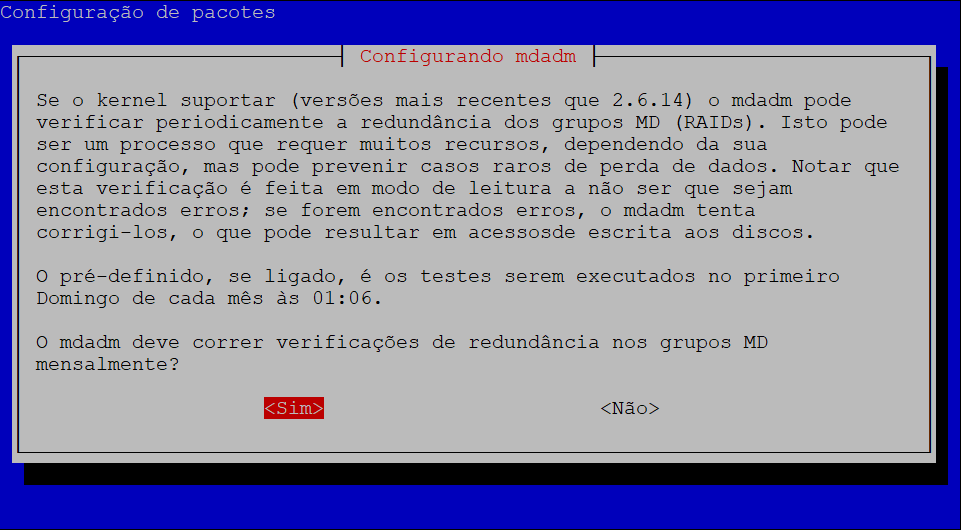 Configuração de pacotes
Configurando mdadm
Se o kernel suportar (versões mais recentes que 2.6.14) o mdadm pode
verificar periodicamente a redundância dos grupos MD (RAIDs). Isto pode
ser um processo que requer muitos recursos, dependendo da sua
configuração, mas pode prevenir casos raros de perda de dados. Notar que
esta verificação é feita em modo de leitura a não ser que sejam
encontrados erros; se forem encontrados erros, o mdadm tenta
corrigi-los, o que pode resultar em acessosde escrita aos discos.
O pré-definido, se ligado, é os testes serem executados no primeiro
Domingo de cada mês às 01:06.
O mdadm deve correr verificações de redundância nos grupos MD
mensalmente?
<Sim> <Não>